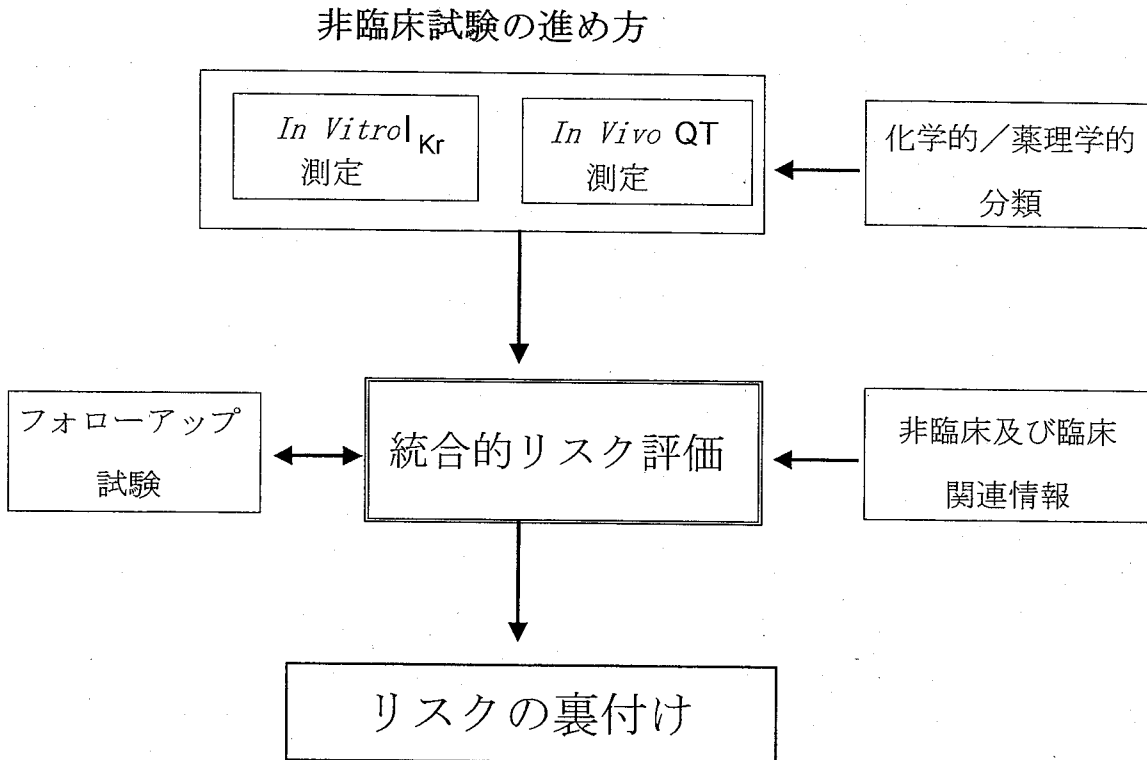 非臨床試験の進め方
In Vitro I Kr
測定
In Vivo QT
測定
化学的／薬理学的
分類
フォローアップ
試験
統合的リスク評価
非臨床及び臨床
関連情報
リスクの裏付け